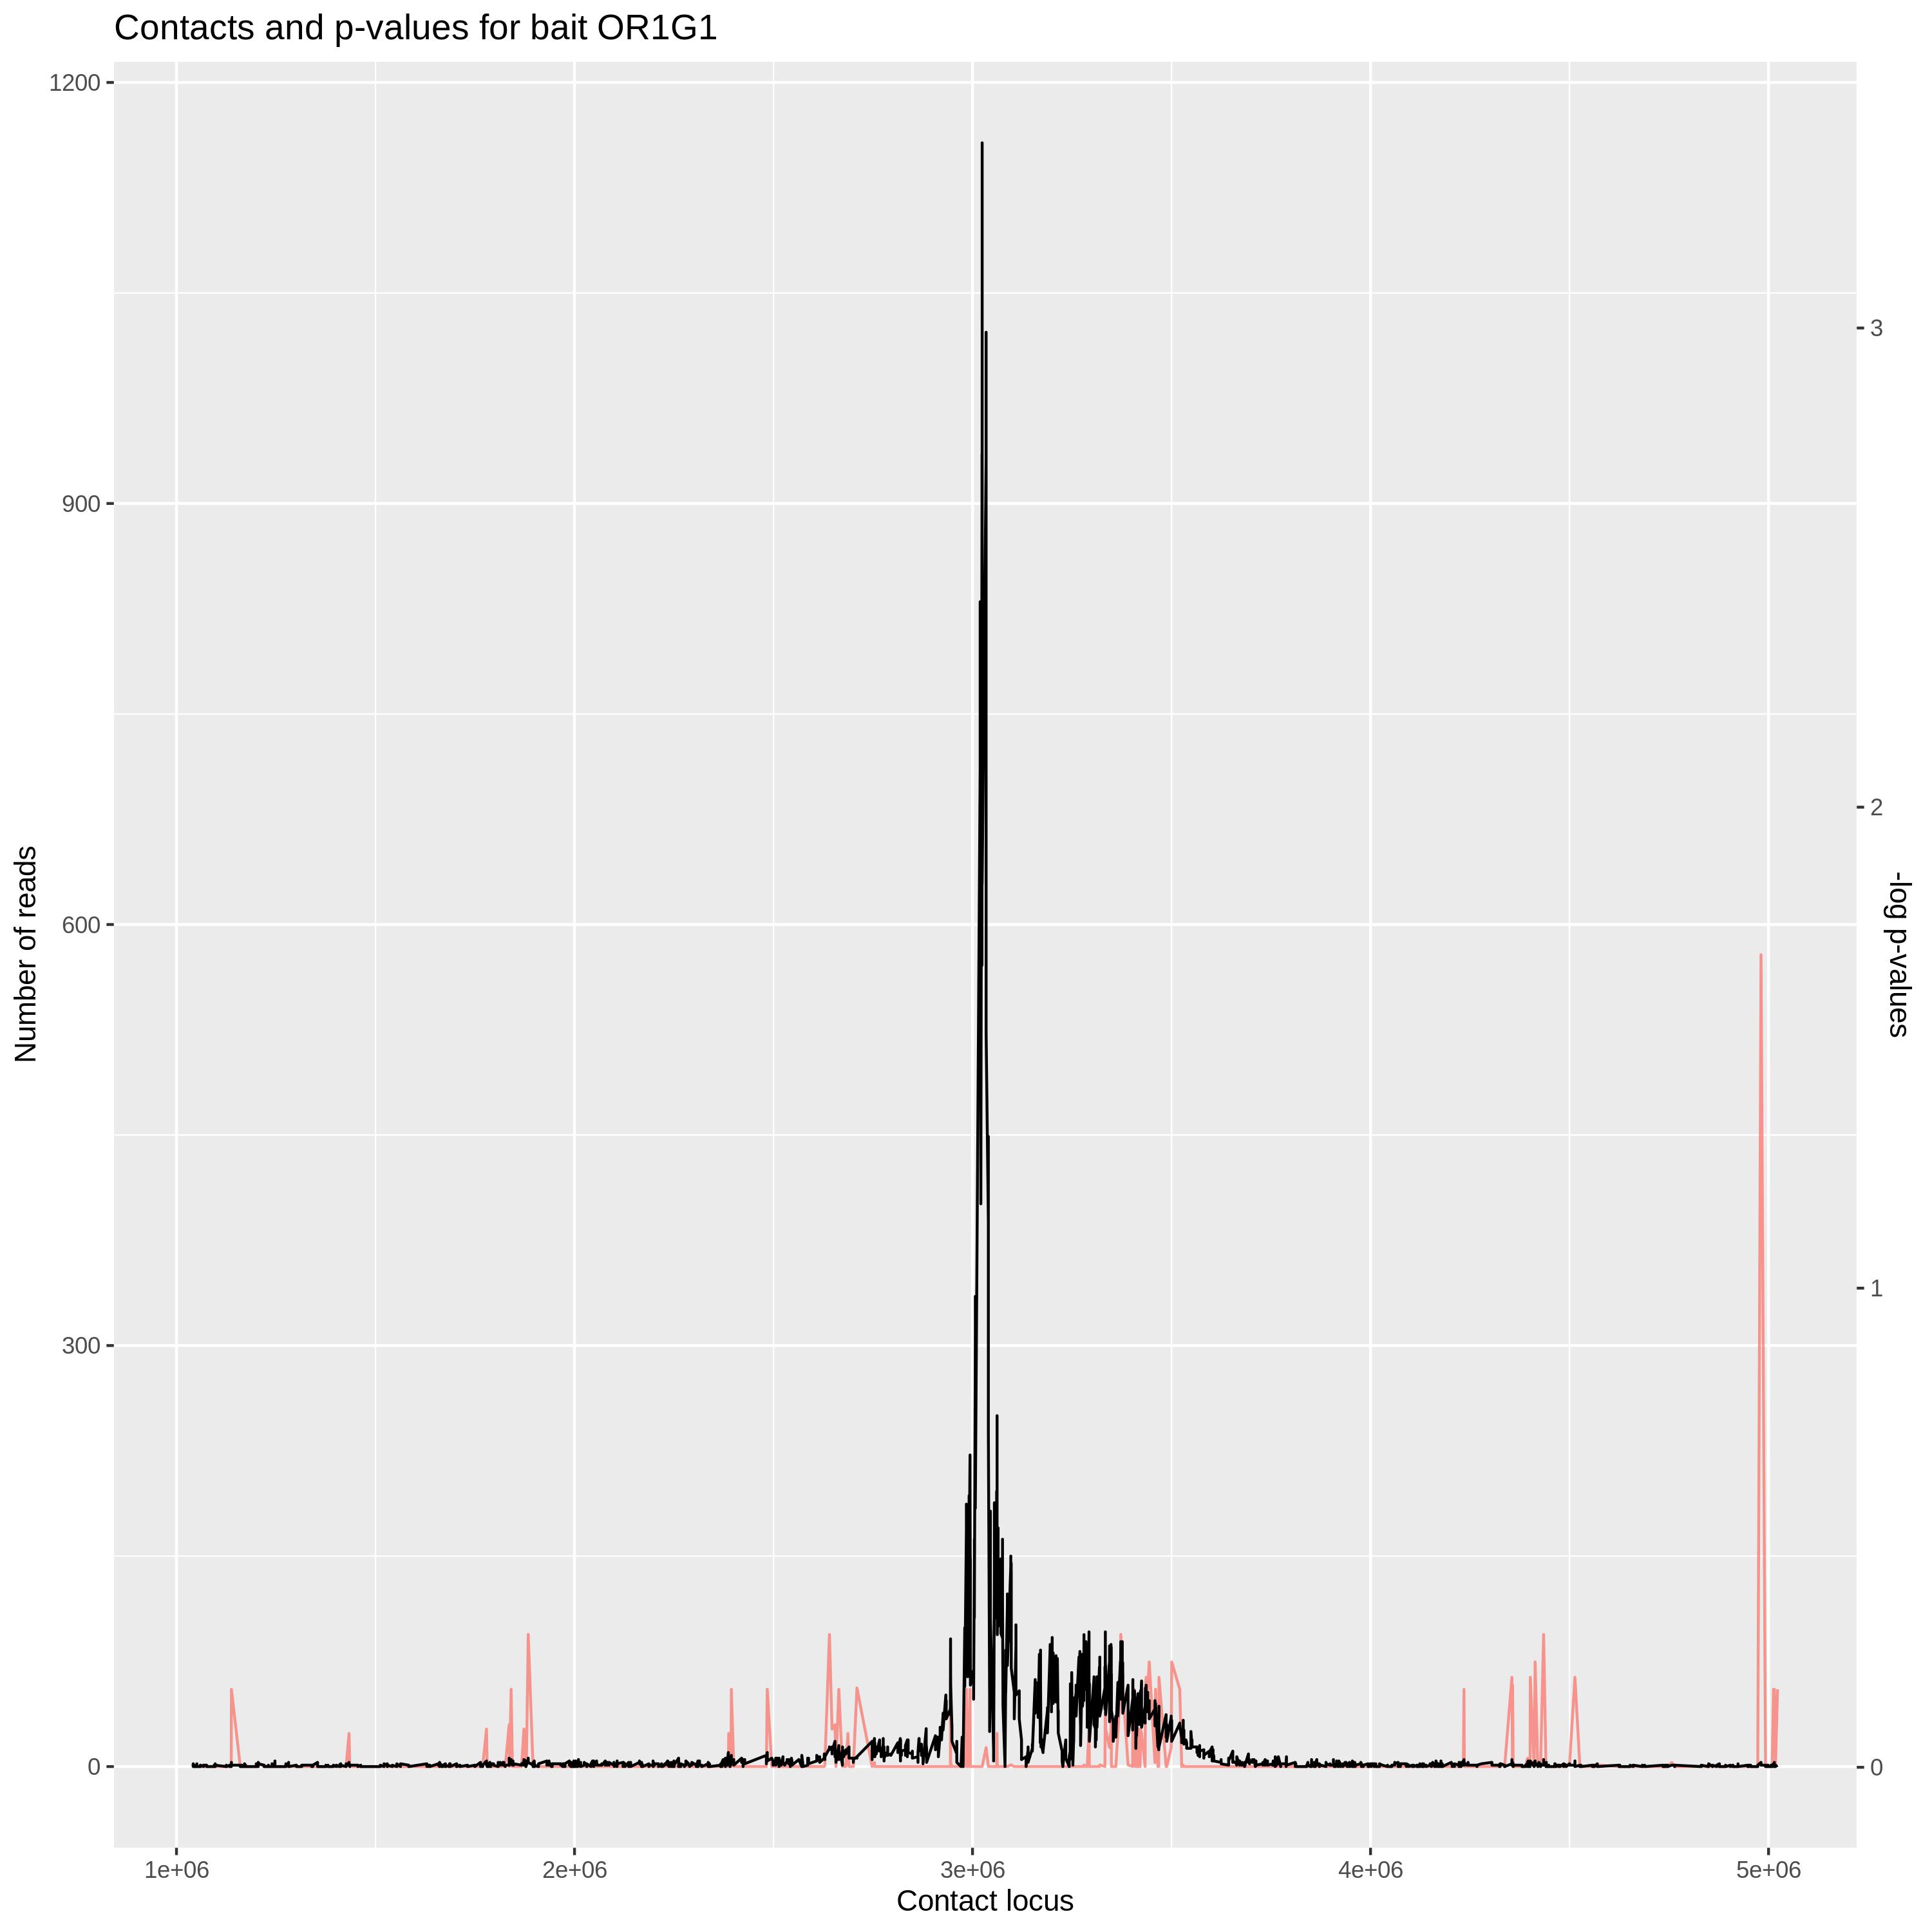 Contacts and p-values for bait OR1G1
1200
900
600
300
0
Number of reads
3
2
1
0
-log p-values
1e+06 2e+06 3e+06 4e+06 5e+06
Contact locus